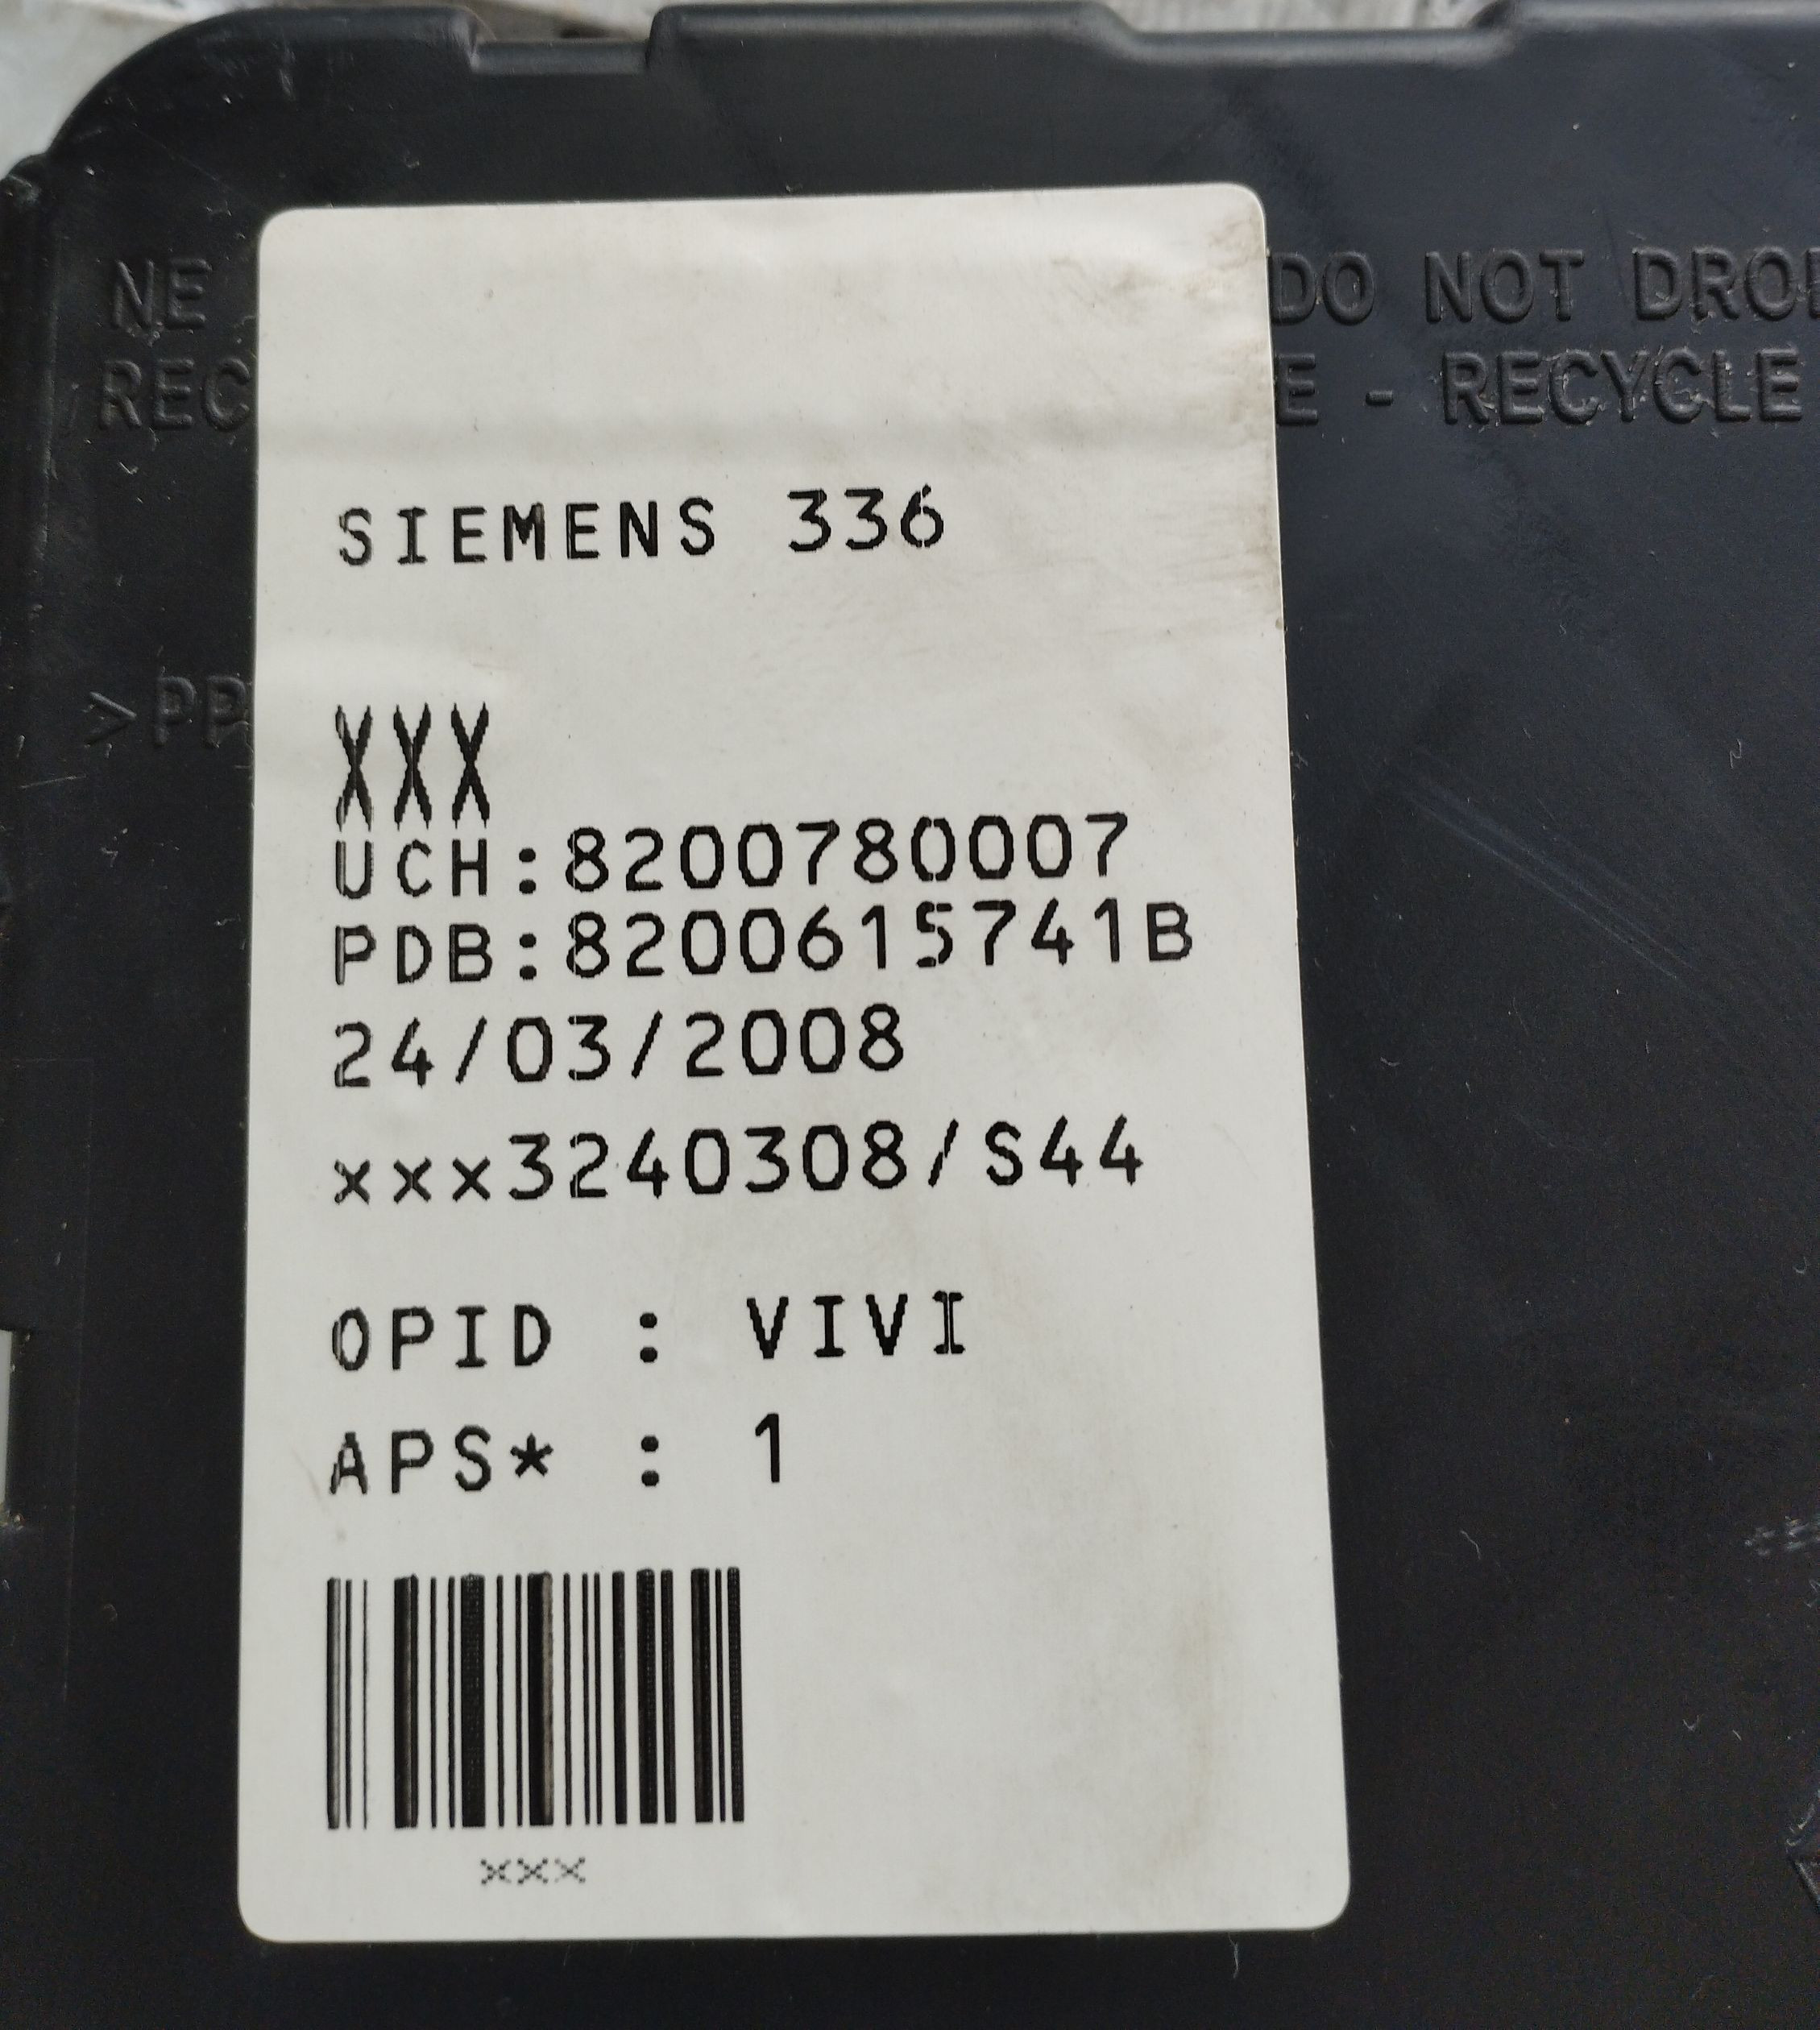 NE DO NOT DROP
REC E - RECYCLE
SIEMENS 336
>PP
XXX
UCH:8200780007
PDB:8200615741B
24/03/2008
xxx3240308/S44
OPID : VIVI
APS* : 1
xxx